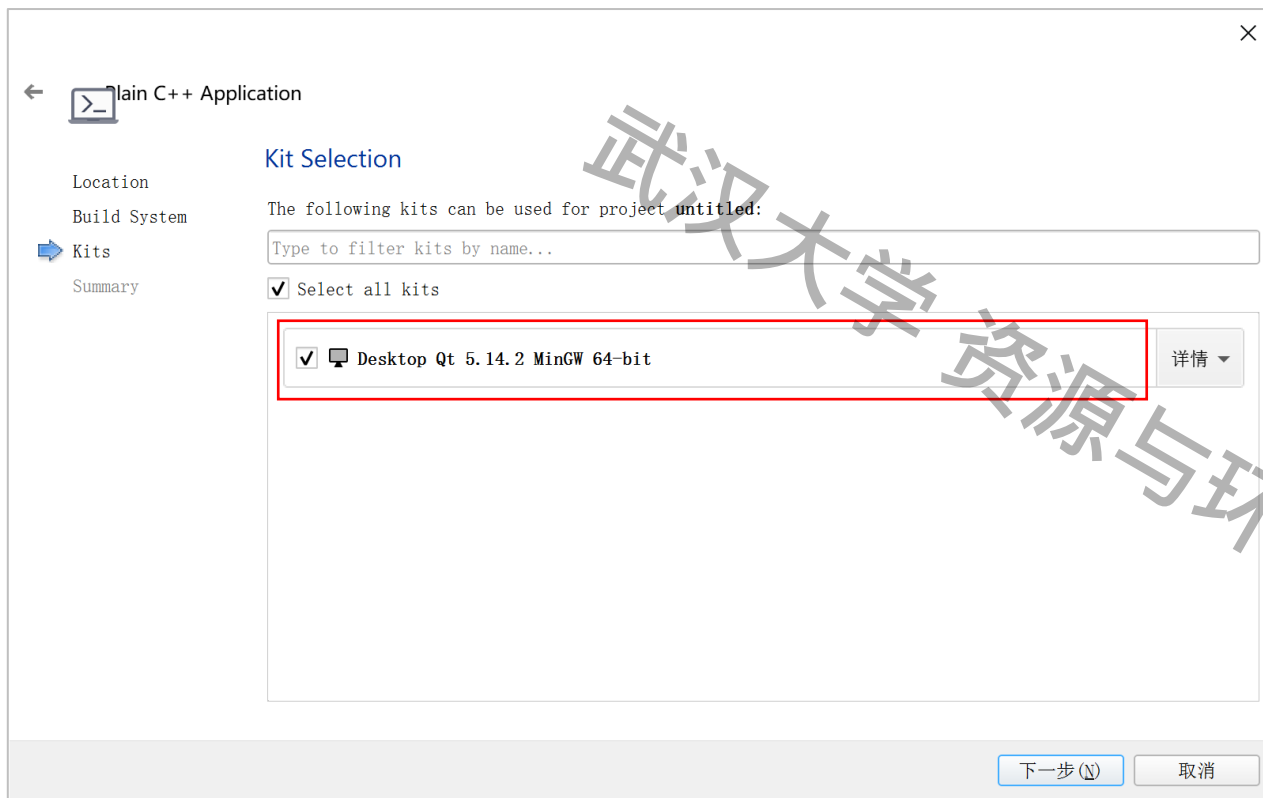 Plain C++ Application
Location
Build System
Kits
Summary
Kit Selection
The following kits can be used for project untitled:
Type to filter kits by name...
Select all kits
Desktop Qt 5.14.2 MinGW 64-bit
详情
武汉大学 资源与环
下一步(N)
取消